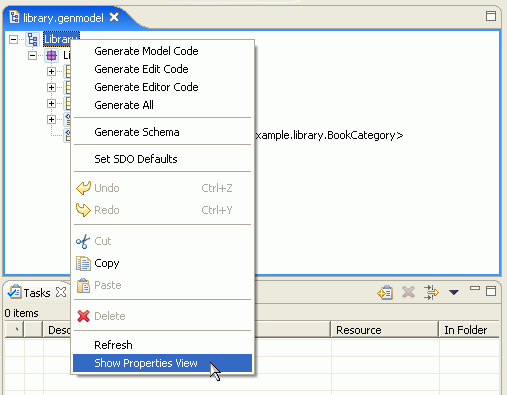 library.genmodel
Library
Li
Generate Model Code
Generate Edit Code
Generate Editor Code
Generate All
Generate Schema
Set SDO Defaults
Undo Ctrl+Z
Redo Ctrl+Y
Cut
Copy
Paste
Delete
Refresh
Show Properties View
xample.library.BookCategory>
Tasks
0 items
! Desc Resource In Folder